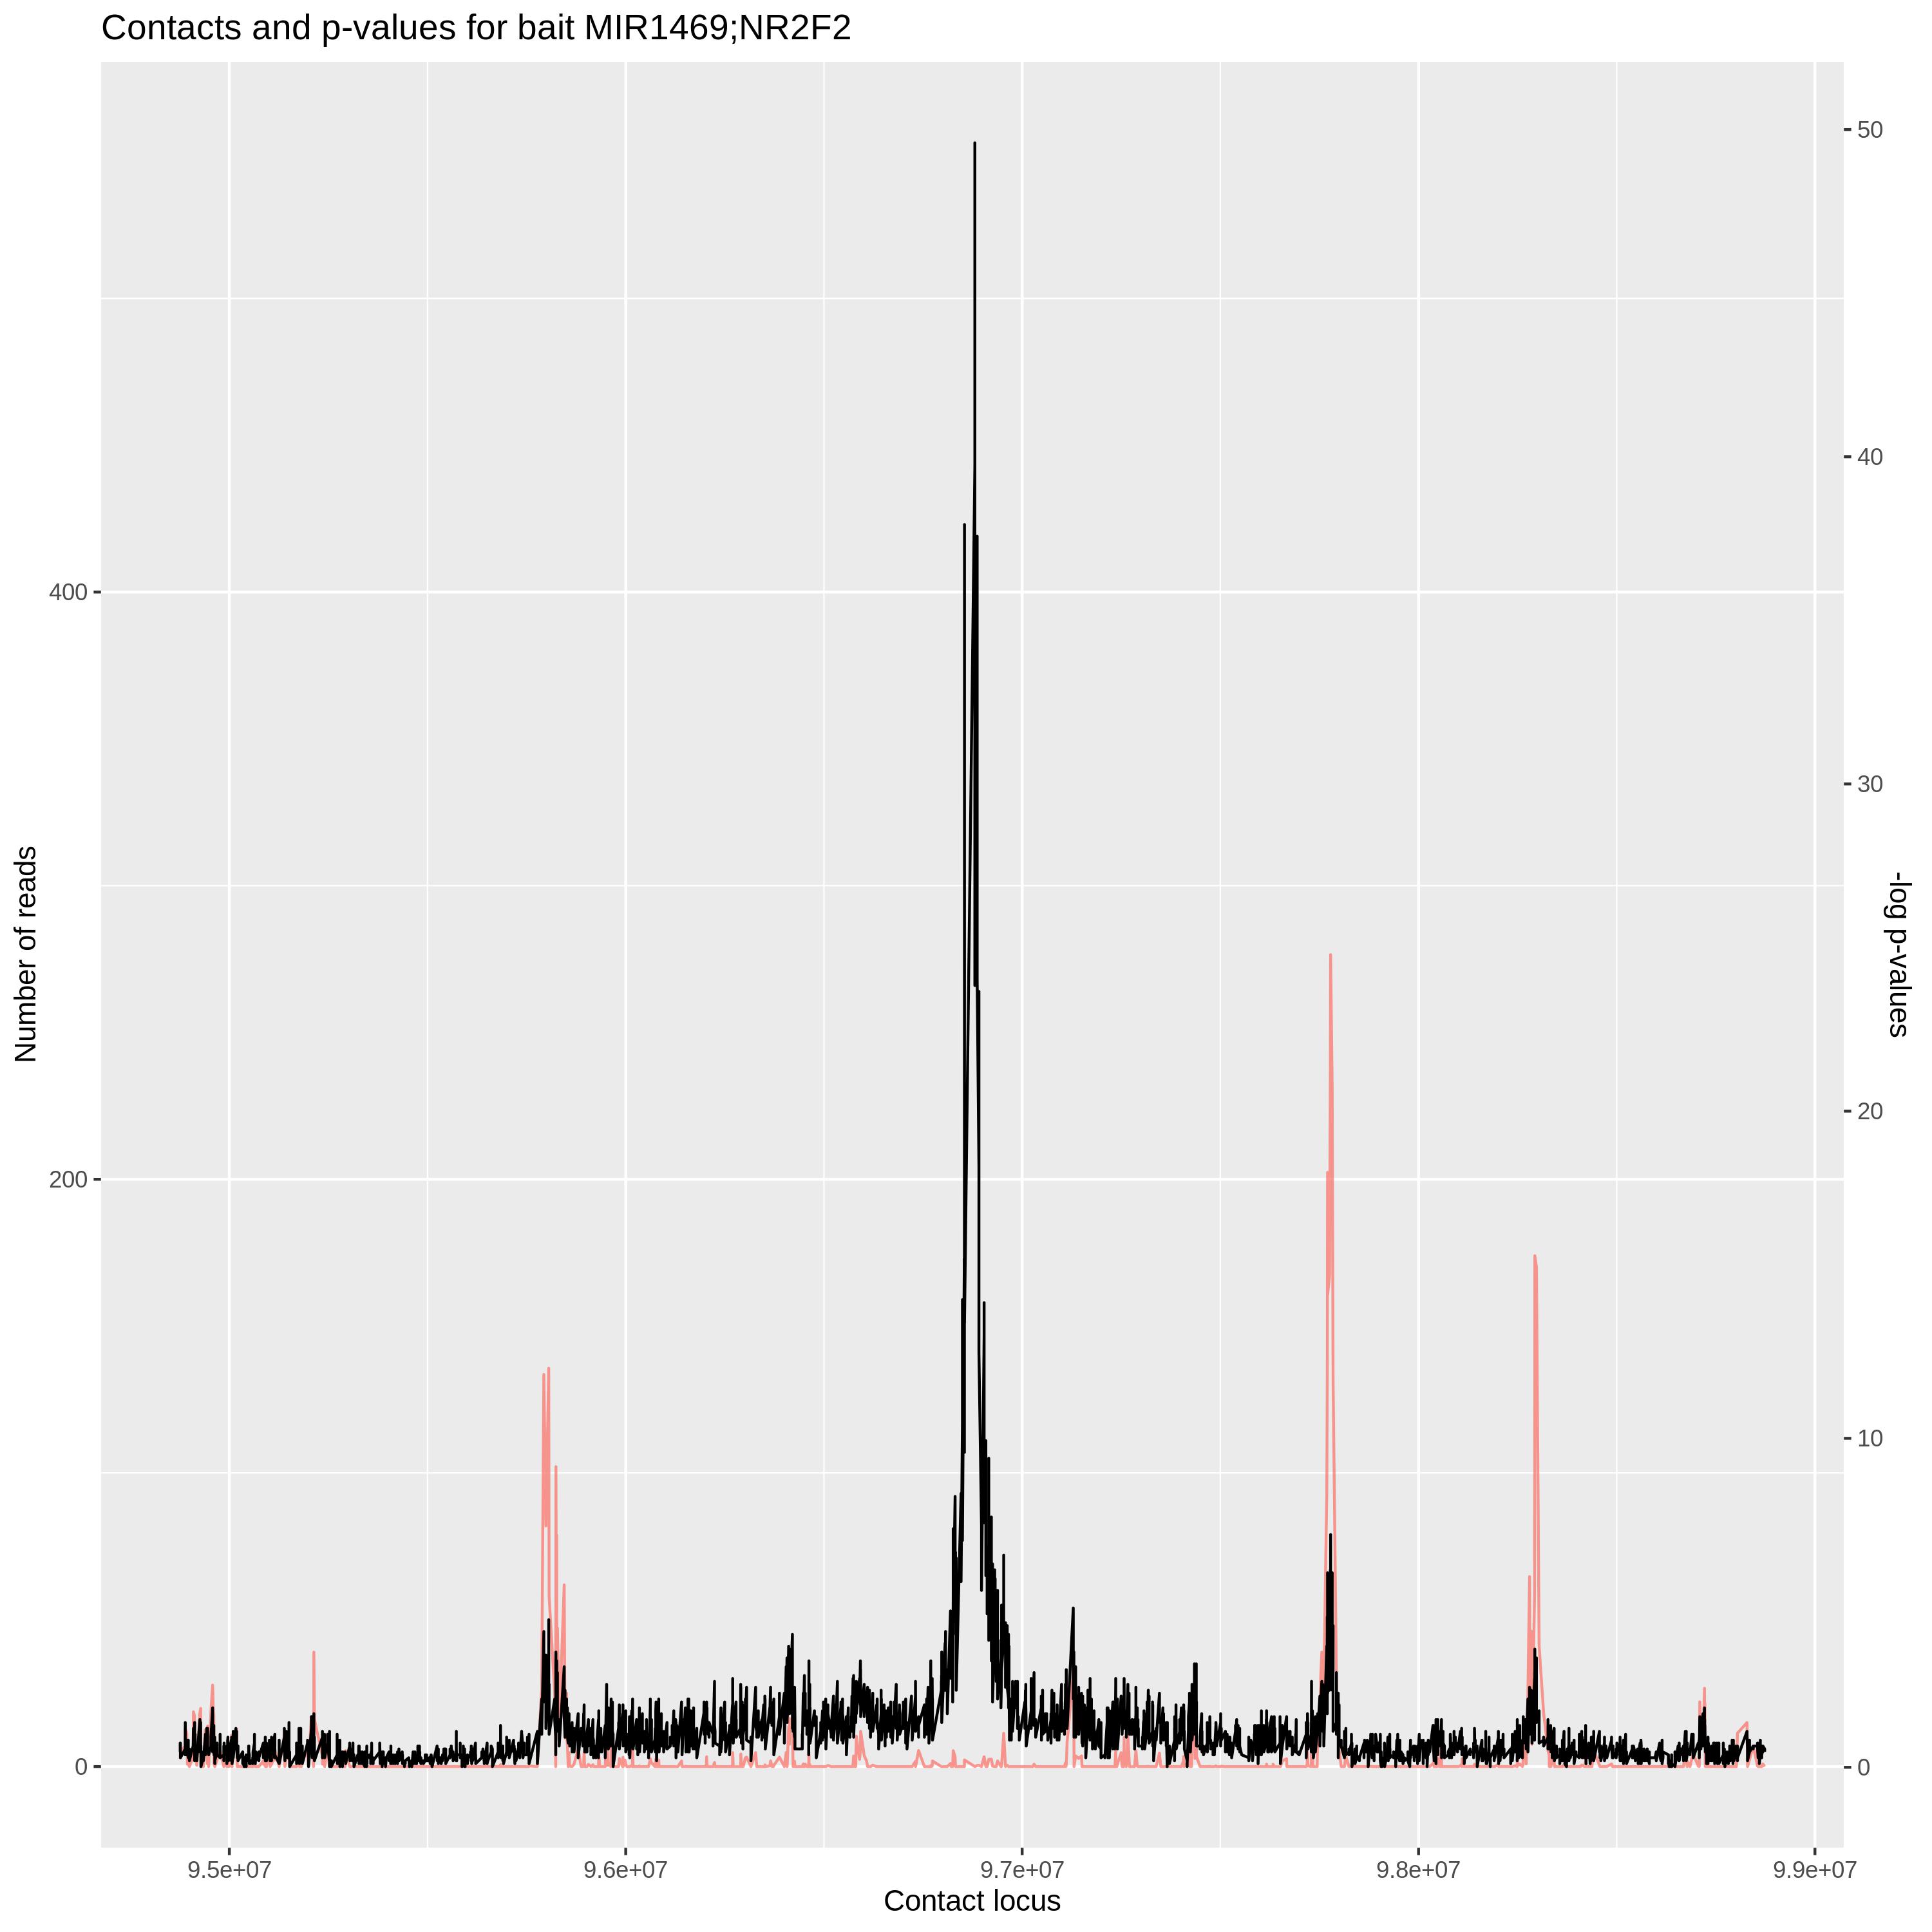 Contacts and p-values for bait MIR1469;NR2F2
Number of reads
400
200
0
50
40
30
20
10
0
-log p-values
9.5e+07 9.6e+07 9.7e+07 9.8e+07 9.9e+07
Contact locus